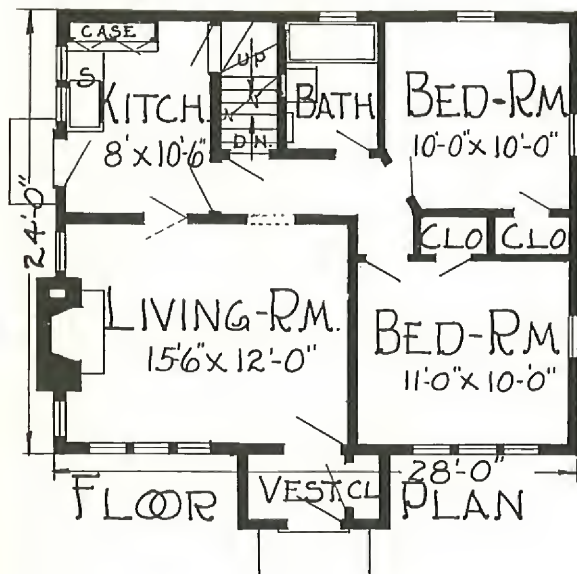 CASE
S
UP
KITCH.
8'X10'-6"
DN.
BATH
BED-RM
10'-0"X10'-0"
24'-0"
CLO
CLO
LIVING-RM.
15'6"X12'-0"
BED-RM
11'-0"X10'-0"
28'-0"
FLOOR
VEST.
CL
PLAN